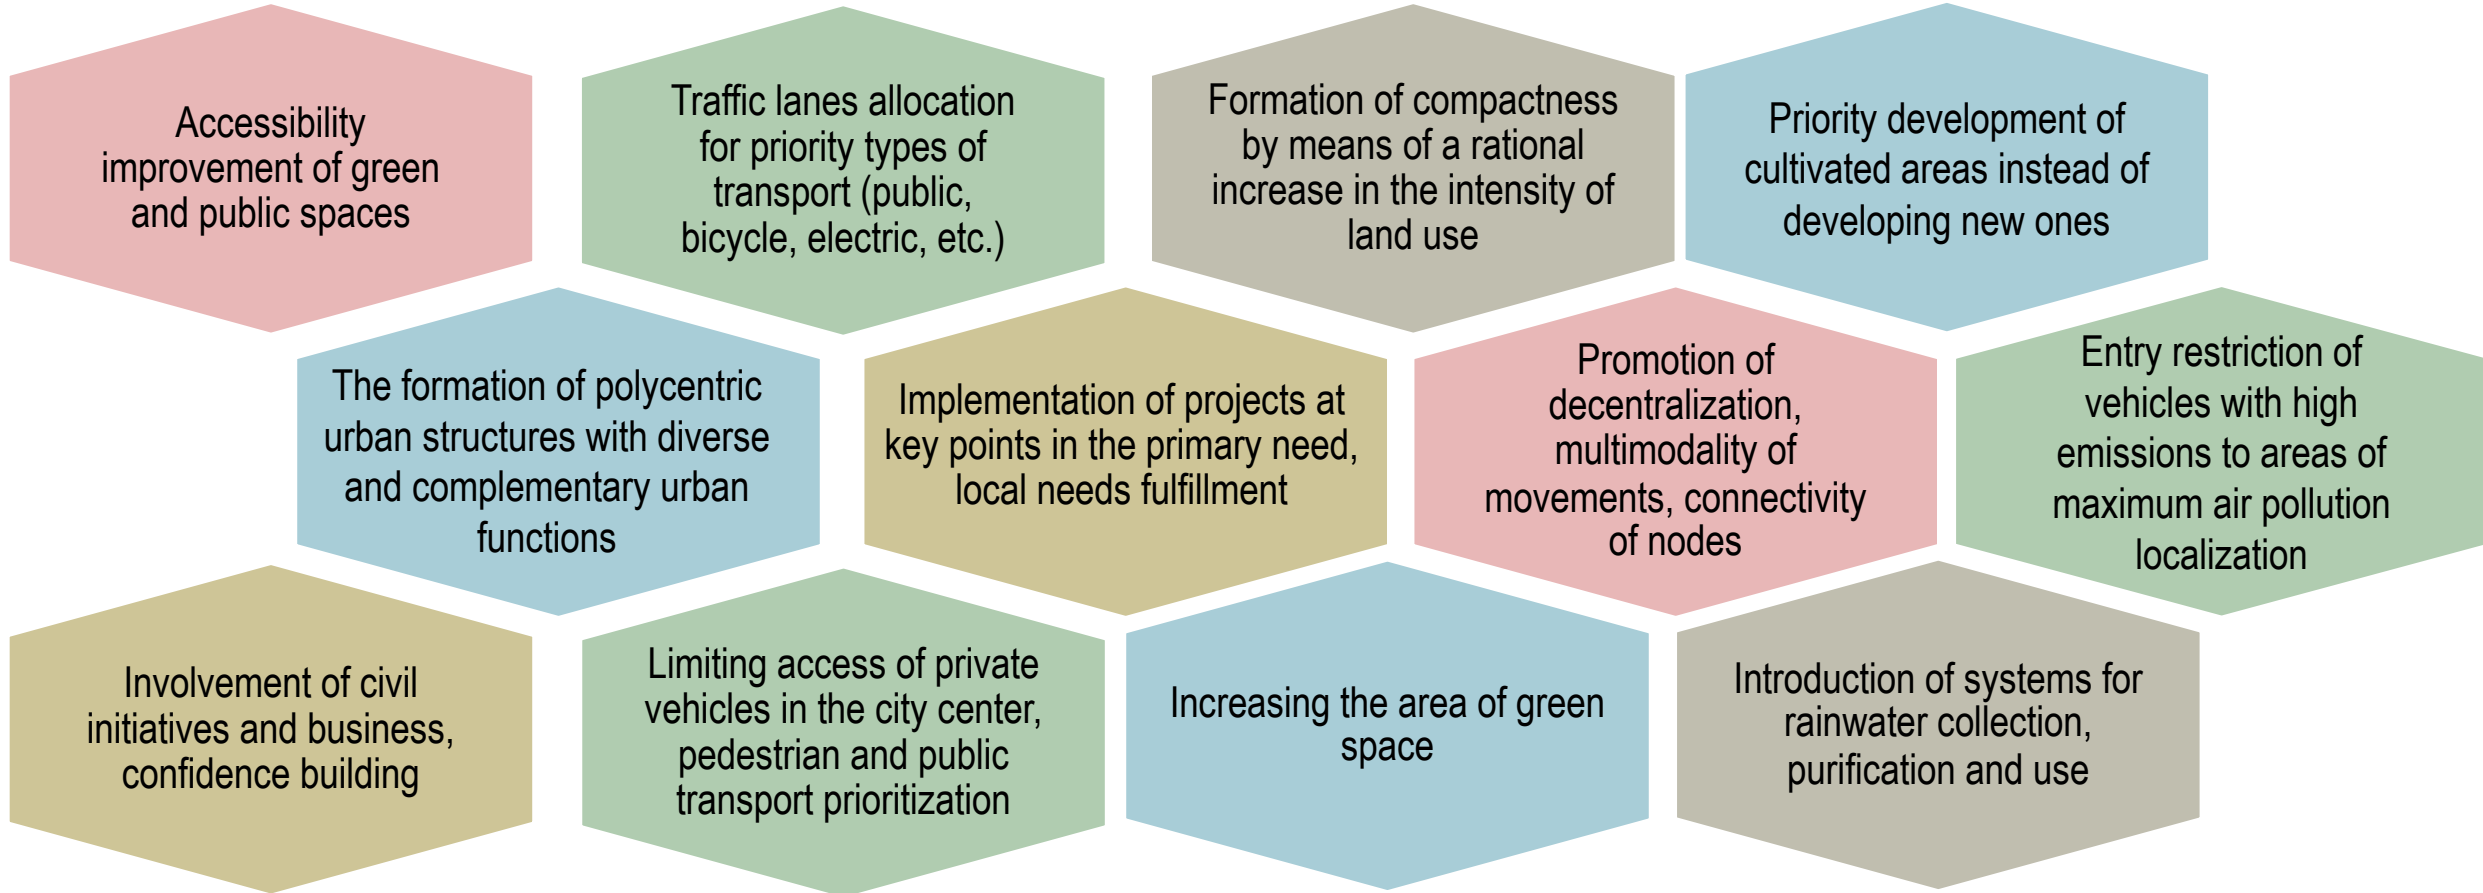 Accessibility
improvement of green
and public spaces
Traffic lanes allocation
for priority types of
transport (public,
bicycle, electric, etc.)
Formation of compactness
by means of a rational
increase in the intensity of
land use
Priority development of
cultivated areas instead of
developing new ones
The formation of polycentric
urban structures with diverse
and complementary urban
functions
Implementation of projects at
key points in the primary need,
local needs fulfillment
Promotion of
decentralization,
multimodality of
movements, connectivity
of nodes
Entry restriction of
vehicles with high
emissions to areas of
maximum air pollution
localization
Involvement of civil
initiatives and business,
confidence building
Limiting access of private
vehicles in the city center,
pedestrian and public
transport prioritization
Increasing the area of green
space
Introduction of systems for
rainwater collection,
purification and use